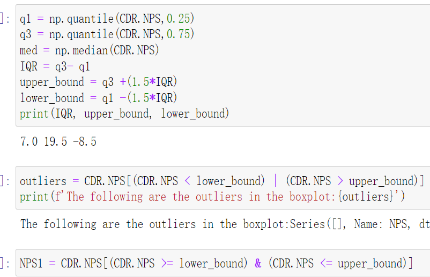 ]: q1 = np.quantile(CDR.NPS,0.25)
q3 = np.quantile(CDR.NPS,0.75)
med = np.median(CDR.NPS)
IQR = q3- q1
upper_bound = q3 +(1.5*IQR)
lower_bound = q1 -(1.5*IQR)
print(IQR, upper_bound, lower_bound)
7.0 19.5 -8.5
]: outliers = CDR.NPS[(CDR.NPS < lower_bound) | (CDR.NPS > upper_bound)]
print(f'The following are the outliers in the boxplot:{outliers}')
The following are the outliers in the boxplot:Series([], Name: NPS, dt
]: NPS1 = CDR.NPS[(CDR.NPS >= lower_bound) & (CDR.NPS <= upper_bound)]